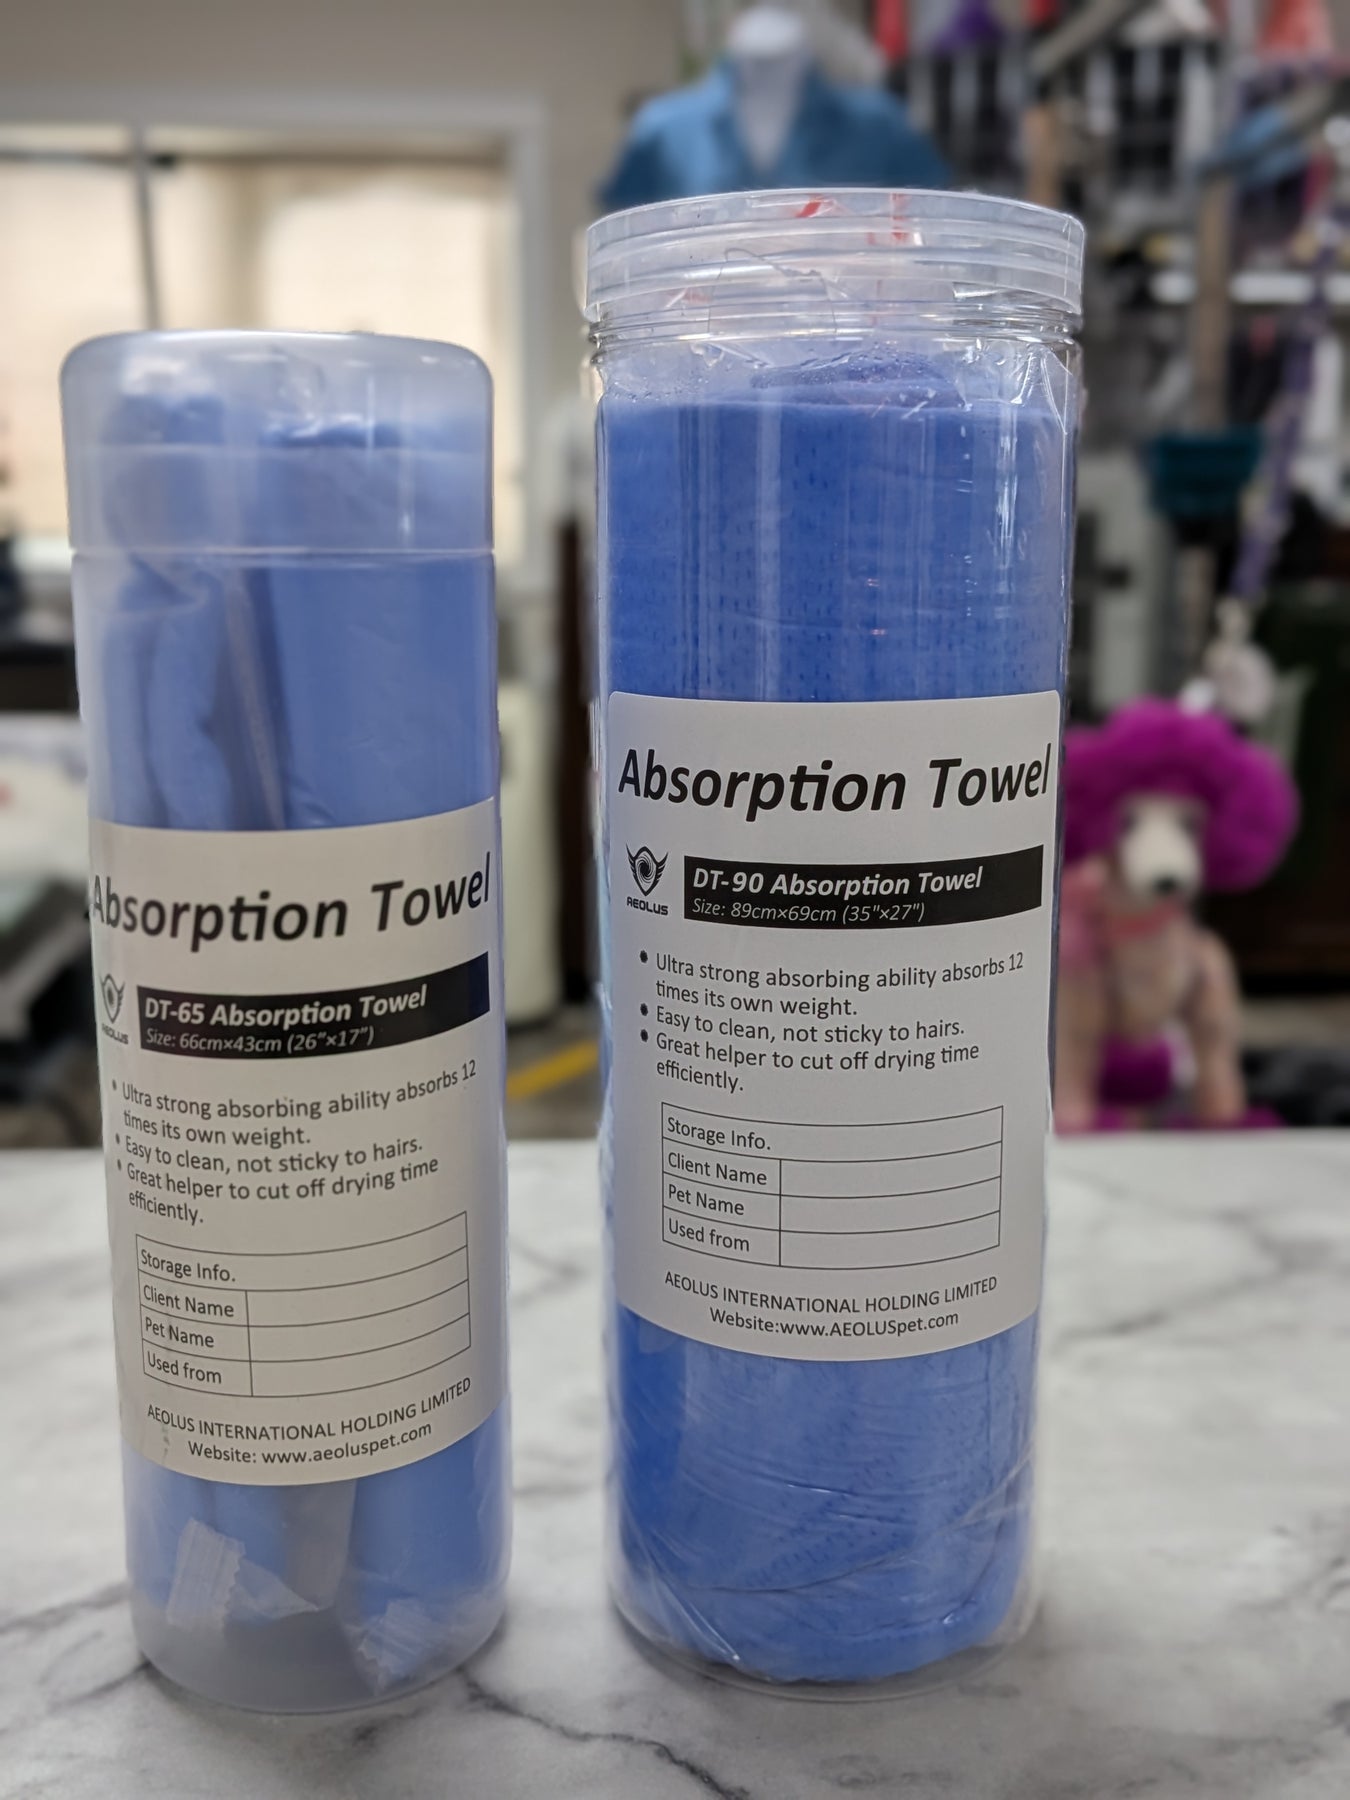 Absorption Towel
AEOLUS
DT-65 Absorption Towel
Size: 66cm×43cm (26"×17")
• Ultra strong absorbing ability absorbs 12
times its own weight.
• Easy to clean, not sticky to hairs.
• Great helper to cut off drying time
efficiently.
Storage Info.
Client Name
Pet Name
Used from
AEOLUS INTERNATIONAL HOLDING LIMITED
Website: www.aeoluspet.com
Absorption Towel
AEOLUS
DT-90 Absorption Towel
Size: 89cm×69cm (35"×27")
• Ultra strong absorbing ability absorbs 12
times its own weight.
• Easy to clean, not sticky to hairs.
• Great helper to cut off drying time
efficiently.
Storage Info.
Client Name
Pet Name
Used from
AEOLUS INTERNATIONAL HOLDING LIMITED
Website:www.AEOLUSpet.com